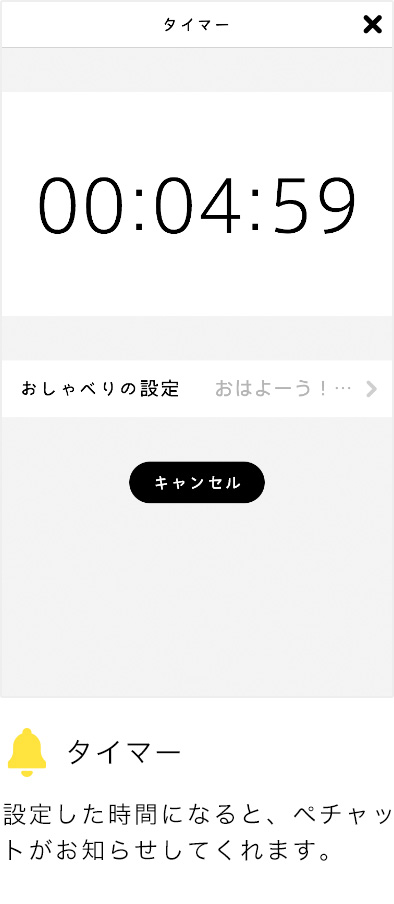 タイマー
00:04:59
おしゃべりの設定 おはよーう！…
キャンセル
タイマー
設定した時間になると、ペチャッ
トがお知らせしてくれます。